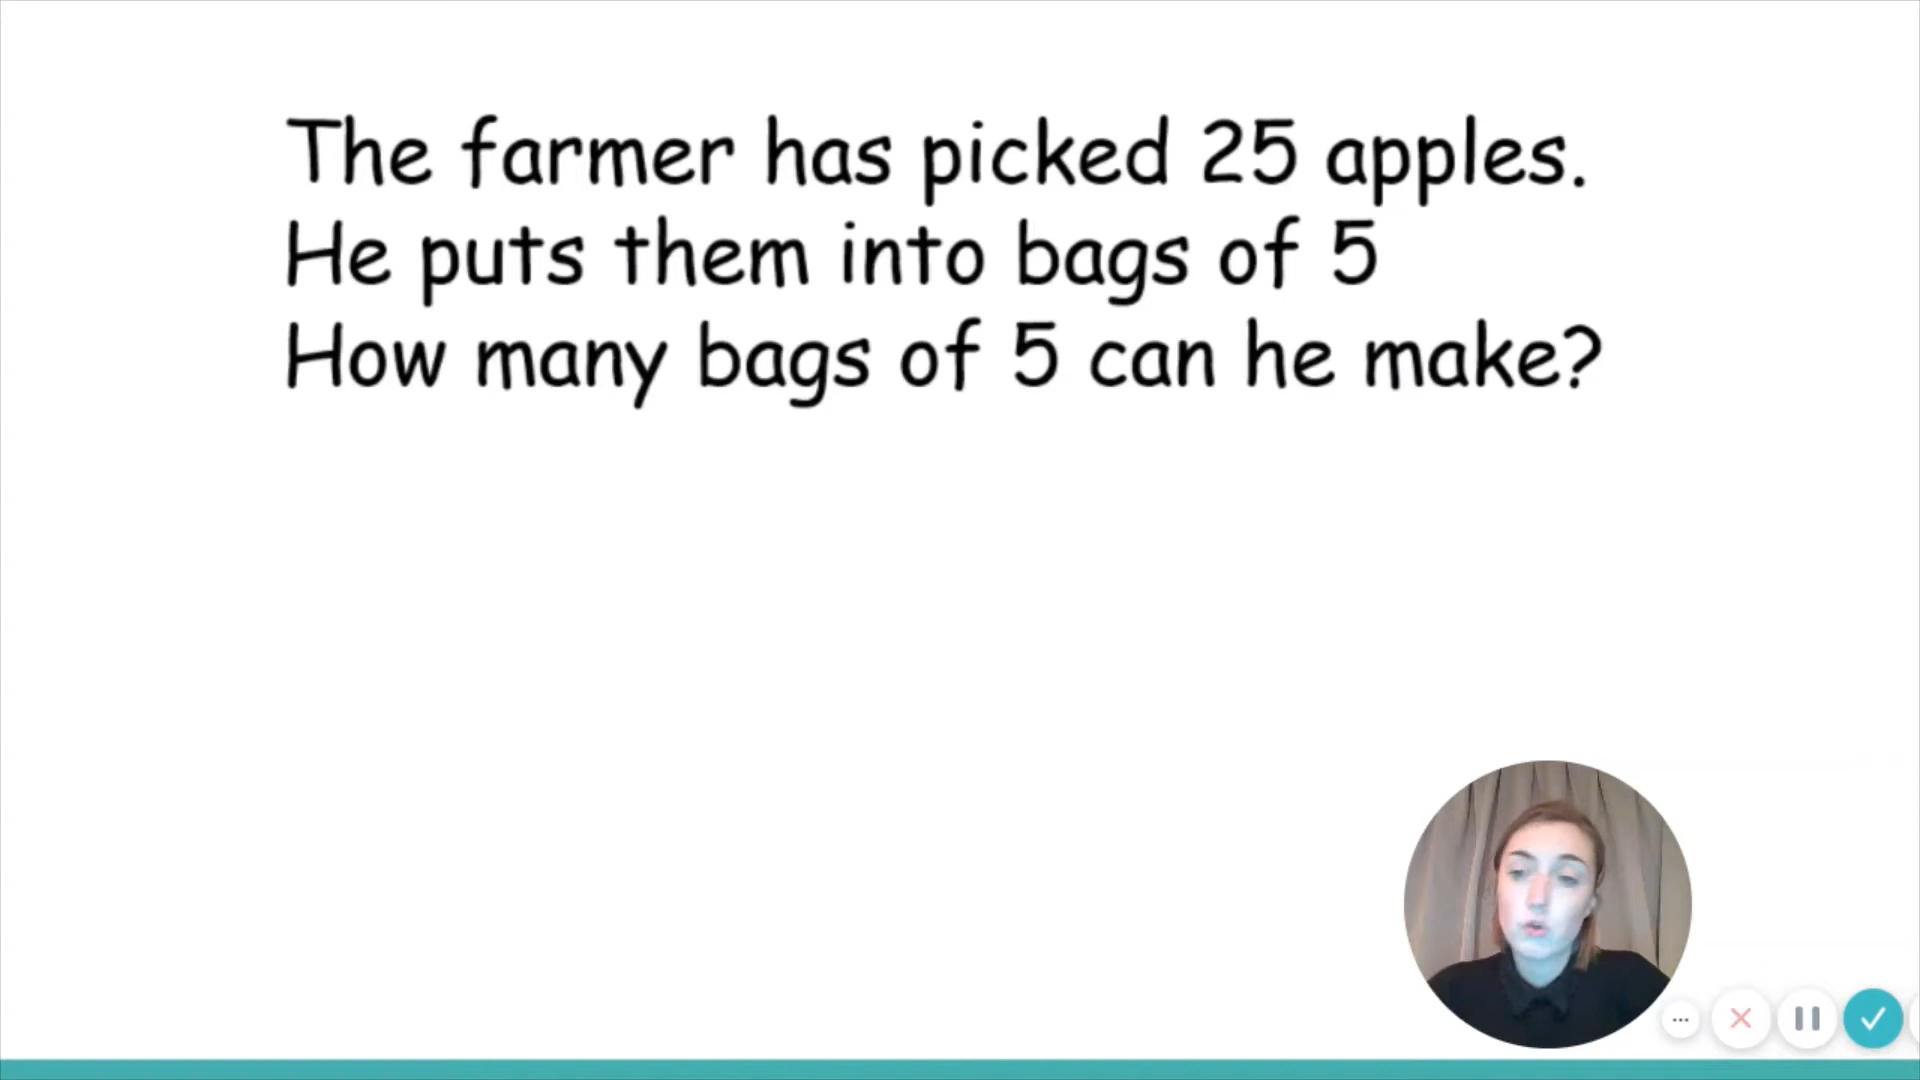 The farmer has picked 25 apples.
He puts them into bags of 5
How many bags of 5 can he make?